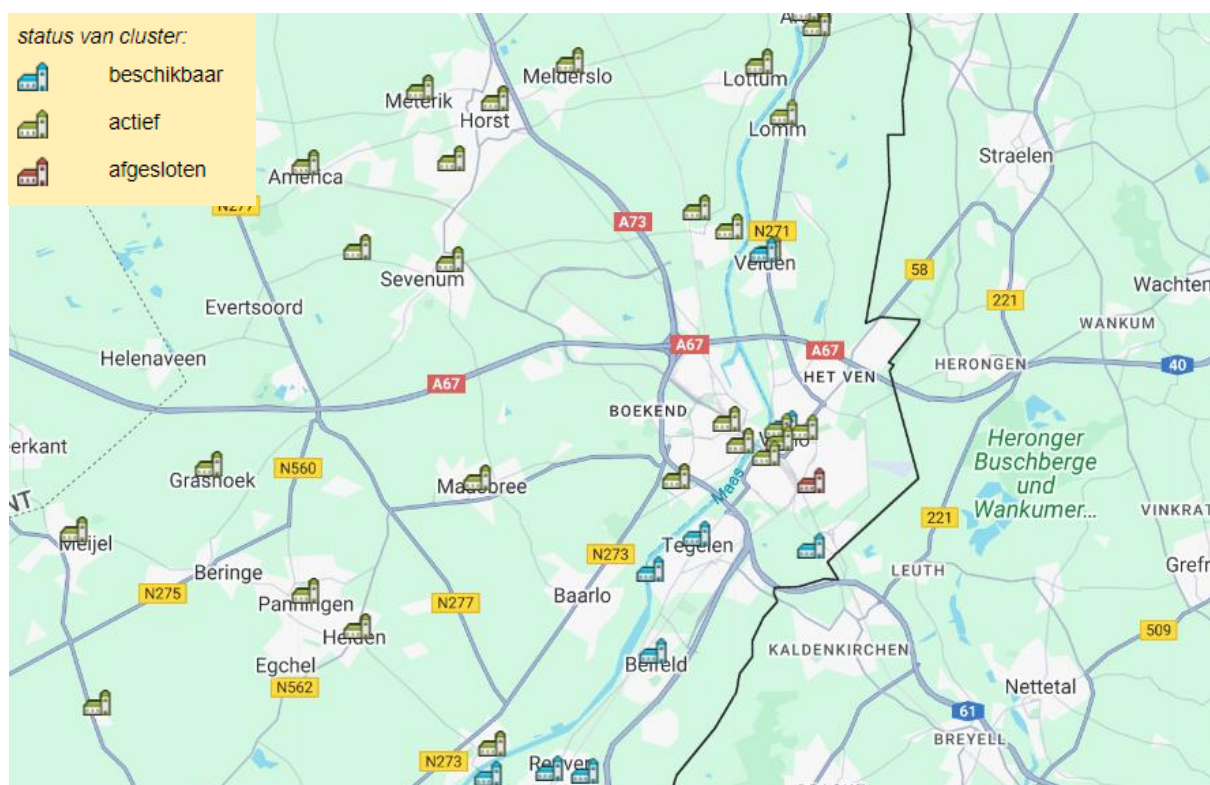 status van cluster:
beschikbaar
actief
afgesloten
Melderslo
Lottum
Meterik
Horst
Lomm
Straelen
America
N277
A73
N271
Velden
58
Sevenum
Wachten
221
Evertsoord
WANKUM
A67
A67
Helenaveen
HERONGEN
40
HET VEN
A67
BOEKEND
Heronger
Buschberge
und
Wankumer...
erkant
N560
Grashoek
Maasbree
NT
Maas
VINKRAT
221
Meijel
Tegelen
N273
Grefr
Beringe
LEUTH
N275
Baarlo
Panningen
N277
509
Helden
KALDENKIRCHEN
Egchel
Belfeld
N562
Nettetal
61
BREYELL
N273
Reuver